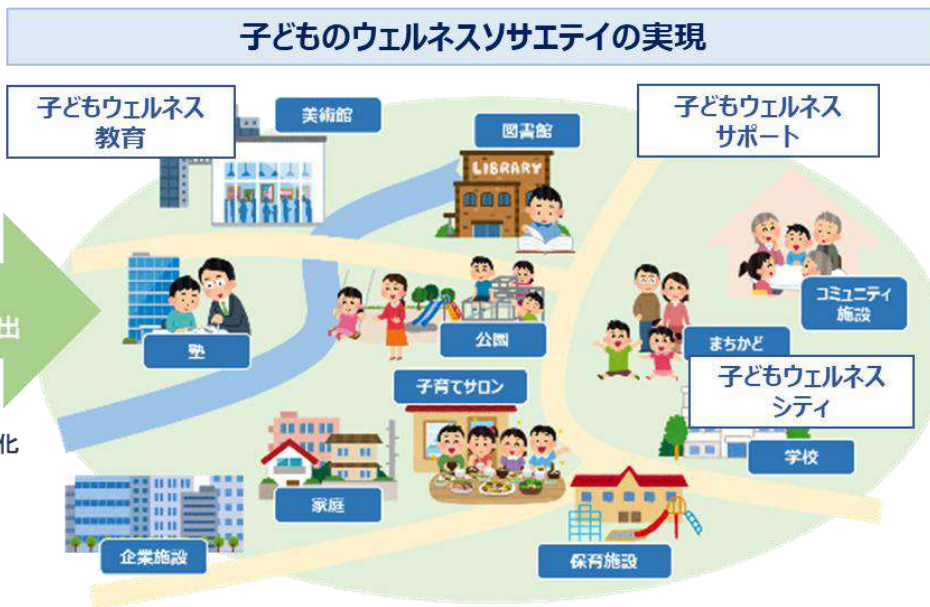 子どものウェルネスソサエテイの実現
子どもウェルネス
教育
美術館
図書館
子どもウェルネス
サポート
LIBRARY
コミュニティ
施設
出
塾
公園
まちかど
子どもウェルネス
シティ
子育てサロン
化
学校
家庭
企業施設
保育施設